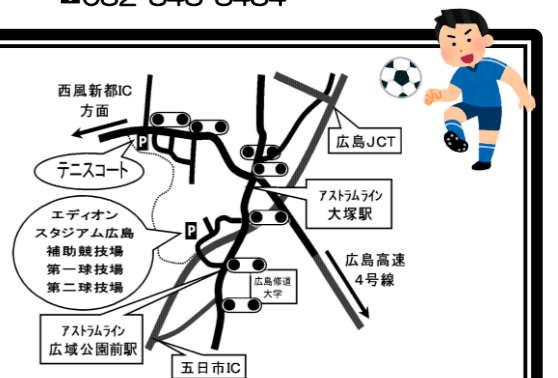 西風新都IC
方面
P
広島JCT
テニスコート
アストラムライン
大塚駅
エディオン
スタジアム広島
補助競技場
第一球技場
第二球技場
P
広島高速
4号線
広島修道
大学
アストラムライン
広域公園前駅
五日市IC